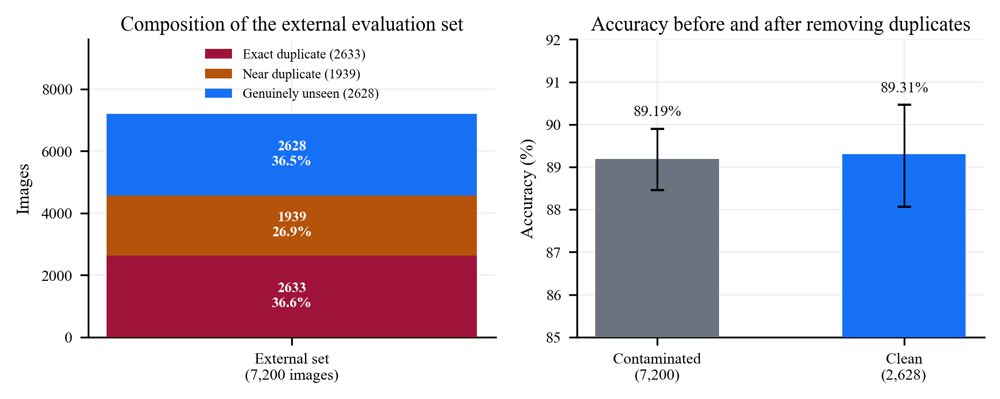 Composition of the external evaluation set
Exact duplicate (2633)
Near duplicate (1939)
Genuinely unseen (2628)
Images
8000
6000
4000
2000
0
2628
36.5%
1939
26.9%
2633
36.6%
External set
(7,200 images)
Accuracy before and after removing duplicates
Accuracy (%)
92
91
90
89
88
87
86
85
89.19%
89.31%
Contaminated
(7,200)
Clean
(2,628)